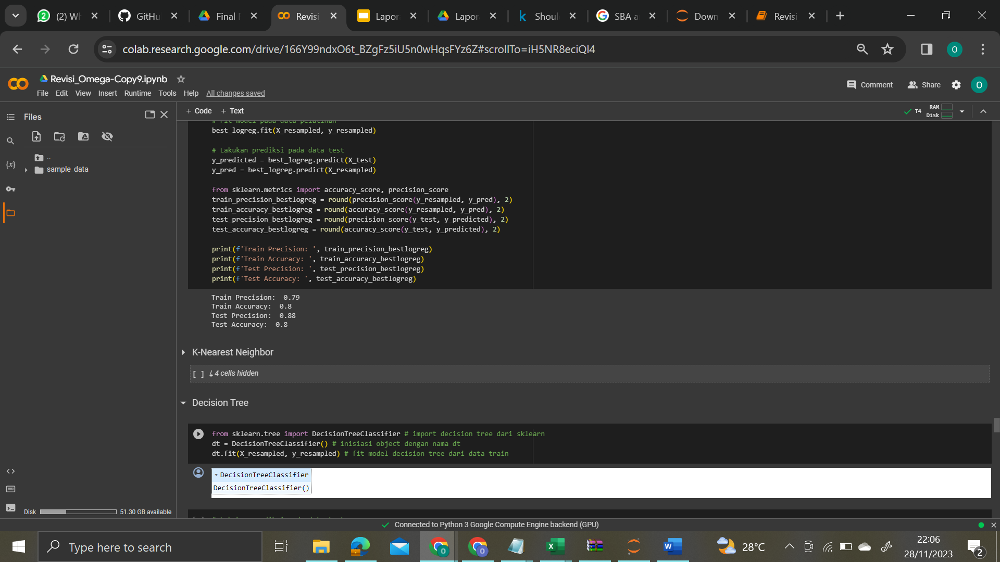 (2) Wh
GitHu
Final
Revisi
Lapor
Lapor
Shoul
SBA a
Down
Revisi
colab.research.google.com/drive/166Y99ndxO6t_BZgFz5iU5n0wHqsFYz6Z#scrollTo=iH5NR8eciQl4
O
Revisi_Omega-Copy9.ipynb
File Edit View Insert Runtime Tools Help All changes saved
Comment Share O
Files
+ Code + Text
T4 RAM
Disk
..
sample_data
# Fit model pada data pelatihan
best_logreg.fit(X_resampled, y_resampled)
# Lakukan prediksi pada data test
y_predicted = best_logreg.predict(X_test)
y_pred = best_logreg.predict(X_resampled)
from sklearn.metrics import accuracy_score, precision_score
train_precision_bestlogreg = round(precision_score(y_resampled, y_pred), 2)
train_accuracy_bestlogreg = round(accuracy_score(y_resampled, y_pred), 2)
test_precision_bestlogreg = round(precision_score(y_test, y_predicted), 2)
test_accuracy_bestlogreg = round(accuracy_score(y_test, y_predicted), 2)
print(f'Train Precision: ', train_precision_bestlogreg)
print(f'Train Accuracy: ', train_accuracy_bestlogreg)
print(f'Test Precision: ', test_precision_bestlogreg)
print(f'Test Accuracy: ', test_accuracy_bestlogreg)
Train Precision:  0.79
Train Accuracy:  0.8
Test Precision:  0.88
Test Accuracy:  0.8
K-Nearest Neighbor
[ ] ↳ 4 cells hidden
Decision Tree
from sklearn.tree import DecisionTreeClassifier # import decision tree dari sklearn
dt = DecisionTreeClassifier() # inisiasi object dengan nama dt
dt.fit(X_resampled, y_resampled) # fit model decision tree dari data train
DecisionTreeClassifier
DecisionTreeClassifier()
Disk 51.30 GB available
Connected to Python 3 Google Compute Engine backend (GPU)
Type here to search
28°C
22:06
28/11/2023
2